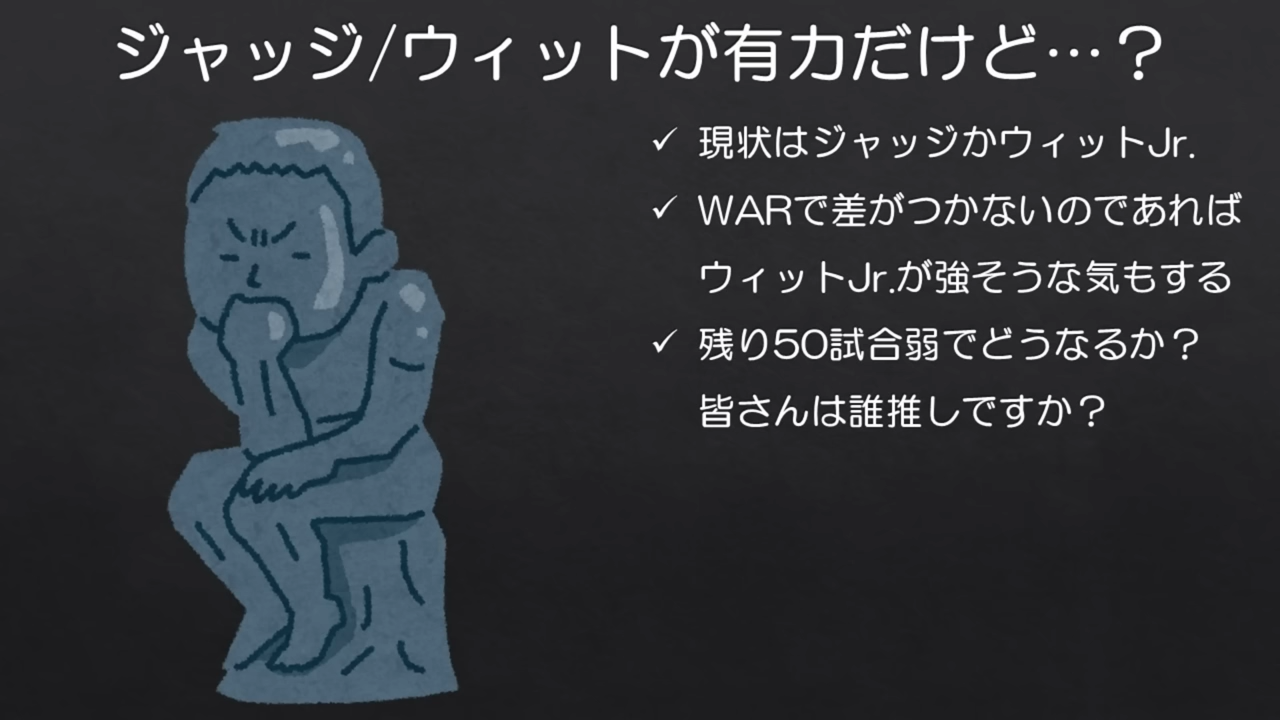 ジャッジ/ウィットが有力だけど…？
✓ 現状はジャッジかウィットJr.
✓ WARで差がつかないのであれば
ウィットJr.が強そうな気もする
✓ 残り50試合弱でどうなるか？
皆さんは誰推しですか？